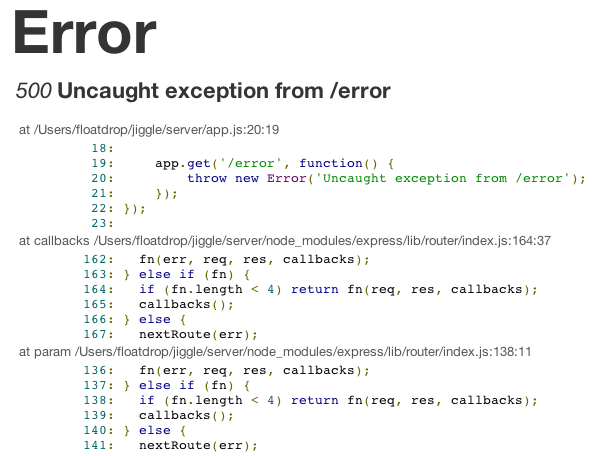 Error
500 Uncaught exception from /error
at /Users/floatdrop/jiggle/server/app.js:20:19
18:
19:     app.get('/error', function() {
20:         throw new Error('Uncaught exception from /error');
21:     });
22: });
23:
at callbacks /Users/floatdrop/jiggle/server/node_modules/express/lib/router/index.js:164:37
162:   fn(err, req, res, callbacks);
163: } else if (fn) {
164:   if (fn.length < 4) return fn(req, res, callbacks);
165:   callbacks();
166: } else {
167:   nextRoute(err);
at param /Users/floatdrop/jiggle/server/node_modules/express/lib/router/index.js:138:11
136:   fn(err, req, res, callbacks);
137: } else if (fn) {
138:   if (fn.length < 4) return fn(req, res, callbacks);
139:   callbacks();
140: } else {
141:   nextRoute(err);